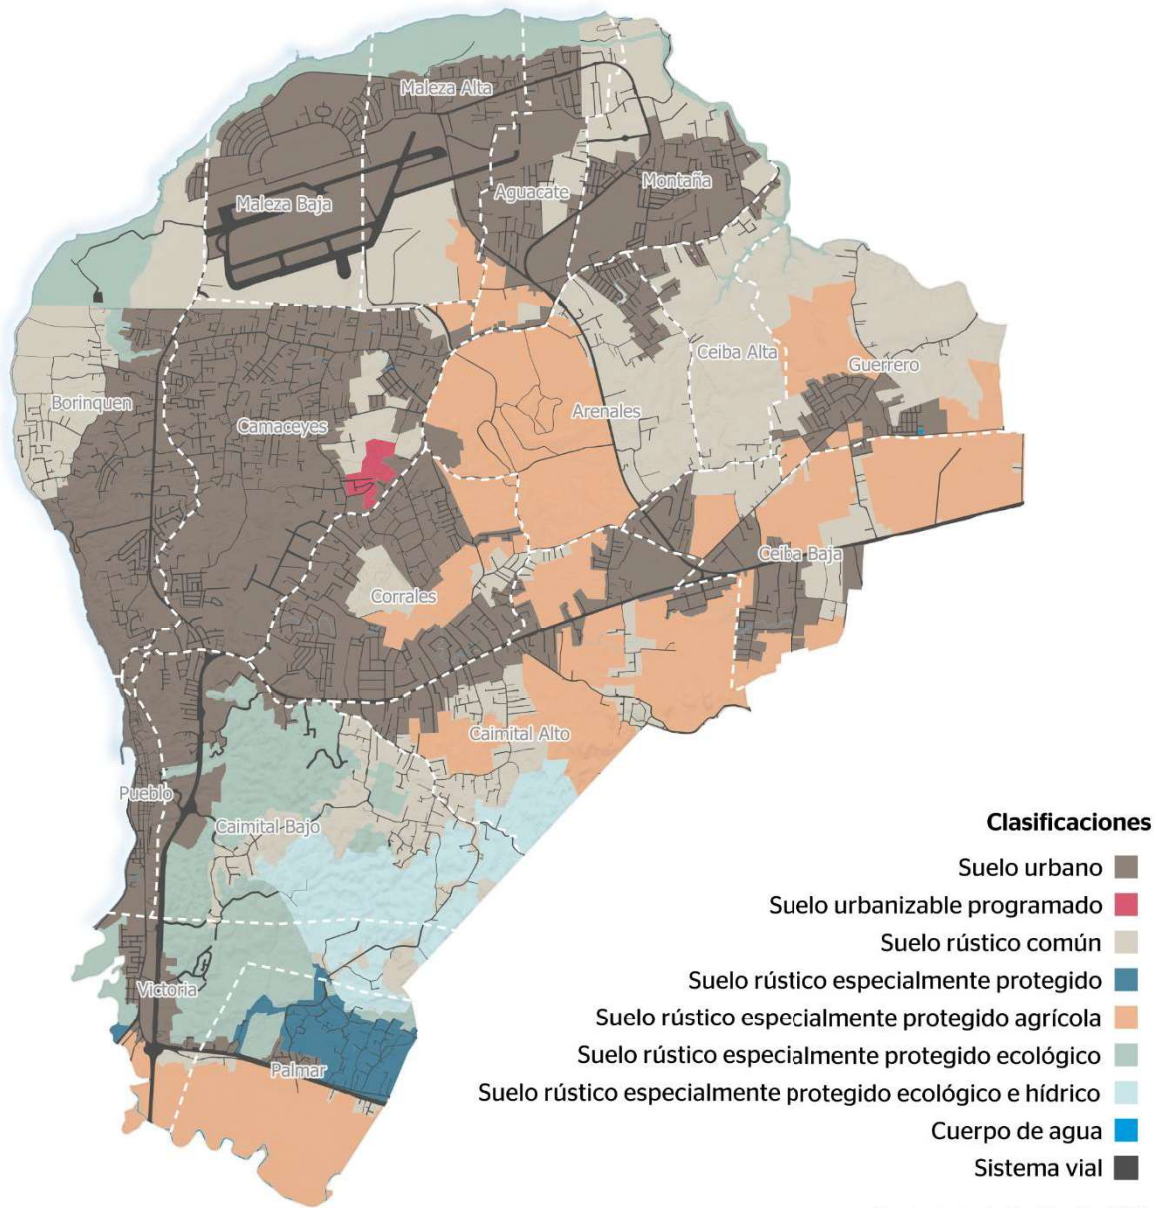 Maleza Alta
Montaña
Aguacate
Maleza Baja
Ceiba Alta
Guerrero
Borinquen
Arenales
Camaceyes
Ceiba Baja
Corrales
Caimital Alto
Pueblo
Caimital Bajo
Victoria
Palmar
Clasificaciones
Suelo urbano
Suelo urbanizable programado
Suelo rústico común
Suelo rústico especialmente protegido
Suelo rústico especialmente protegido agrícola
Suelo rústico especialmente protegido ecológico
Suelo rústico especialmente protegido ecológico e hídrico
Cuerpo de agua
Sistema vial